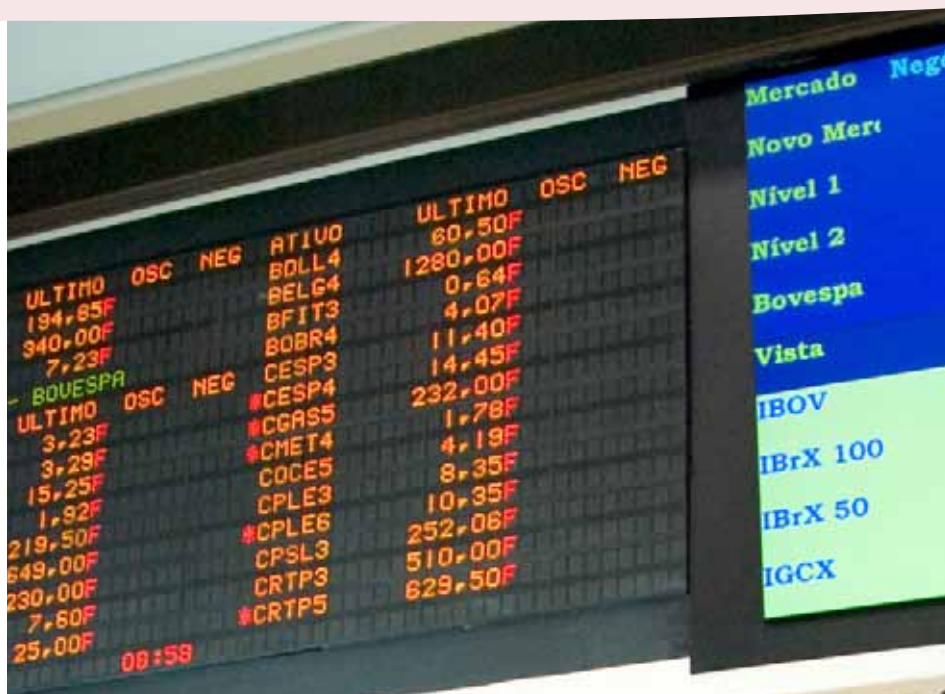 ULTIMO OSC NEG ATIVO ULTIMO OSC NEG
194,85F BDLL4 60,50F
BELG4 1280,00F
7,23F BFIT3 0,64F
- BOVESPA BOBR4 4,07F
ULTIMO OSC NEG CESP3 11,40F
3,23F *CESP4 14,45F
3,29F *CGAS5 232,00F
15,25F *CMET4 1,78F
1,92F COCE5 4,19F
219,50F CPLE3 8,35F
649,00F *CPLE6 10,35F
230,00F CPSL3 252,06F
7,60F CRTP3 510,00F
25,00F *CRTP5 629,50F
08:58
Mercado Nego
Novo Merc
Nível 1
Nível 2
Bovespa
Vista
IBOV
IBrX 100
IBrX 50
IGCX